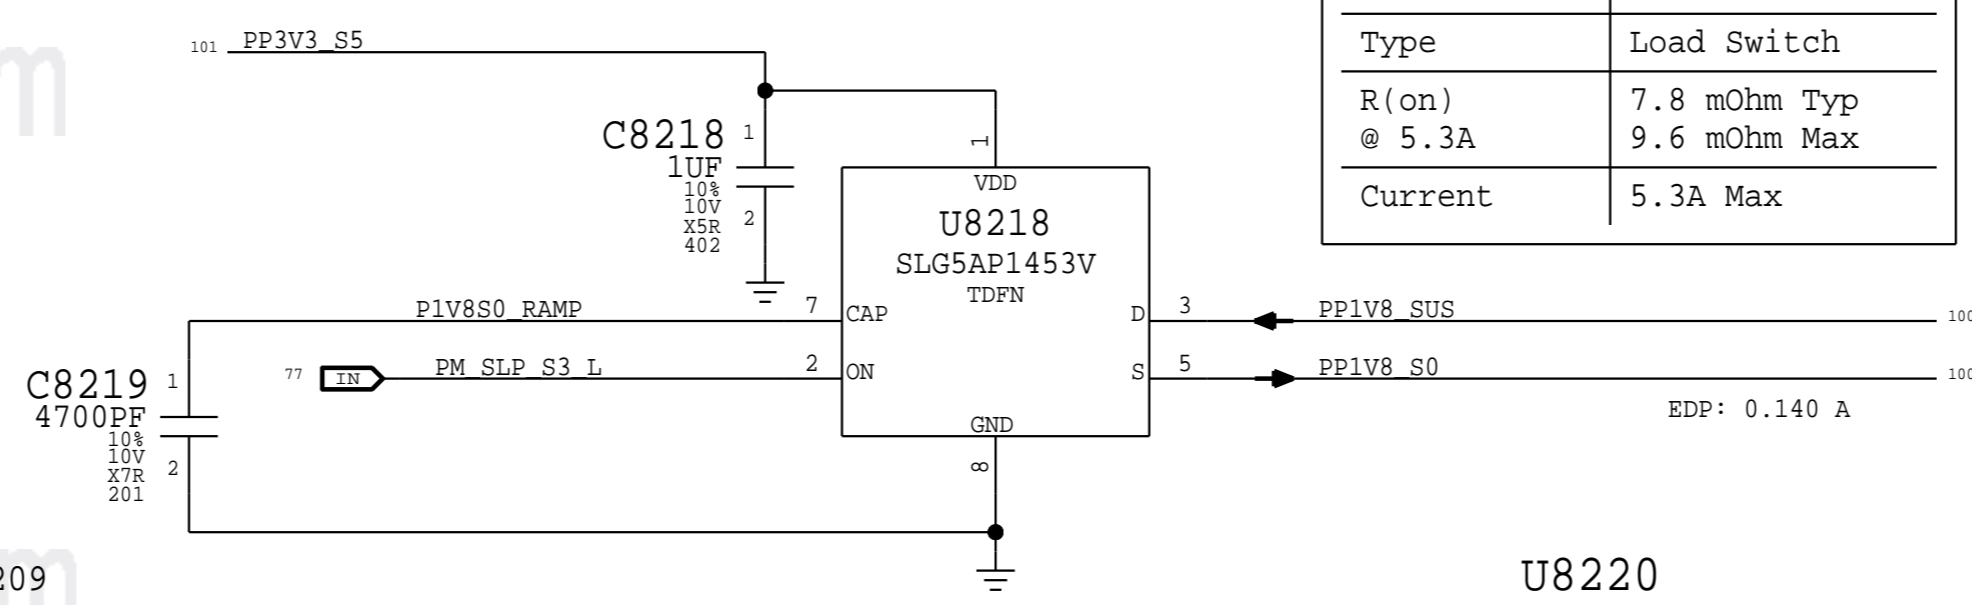 101 PP3V3_S5
Type Load Switch
R(on) 7.8 mOhm Typ
@ 5.3A 9.6 mOhm Max
Current 5.3A Max
C8218 1
1UF
10%
10V
X5R 2
402
1
VDD
U8218
SLG5AP1453V
TDFN
P1V8S0_RAMP 7 CAP
D 3 PP1V8_SUS
77 IN PM_SLP_S3_L 2 ON
S 5 PP1V8_S0
EDP: 0.140 A
C8219 1
4700PF
10%
10V
X7R 2
201
GND
8
209
U8220